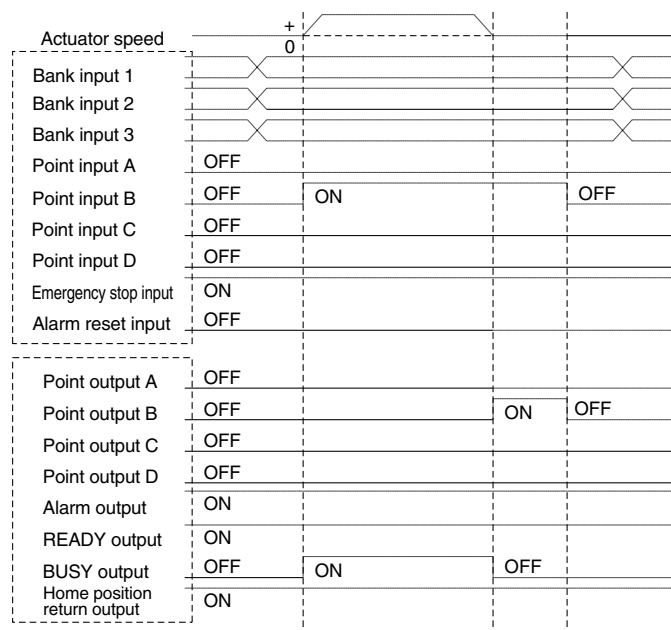 +
Actuator speed
0
Bank input 1
Bank input 2
Bank input 3
Point input A OFF
Point input B OFF ON OFF
Point input C OFF
Point input D OFF
Emergency stop input ON
Alarm reset input OFF
Point output A OFF
Point output B OFF ON OFF
Point output C OFF
Point output D OFF
Alarm output ON
READY output ON
BUSY output OFF ON OFF
Home position
return output ON